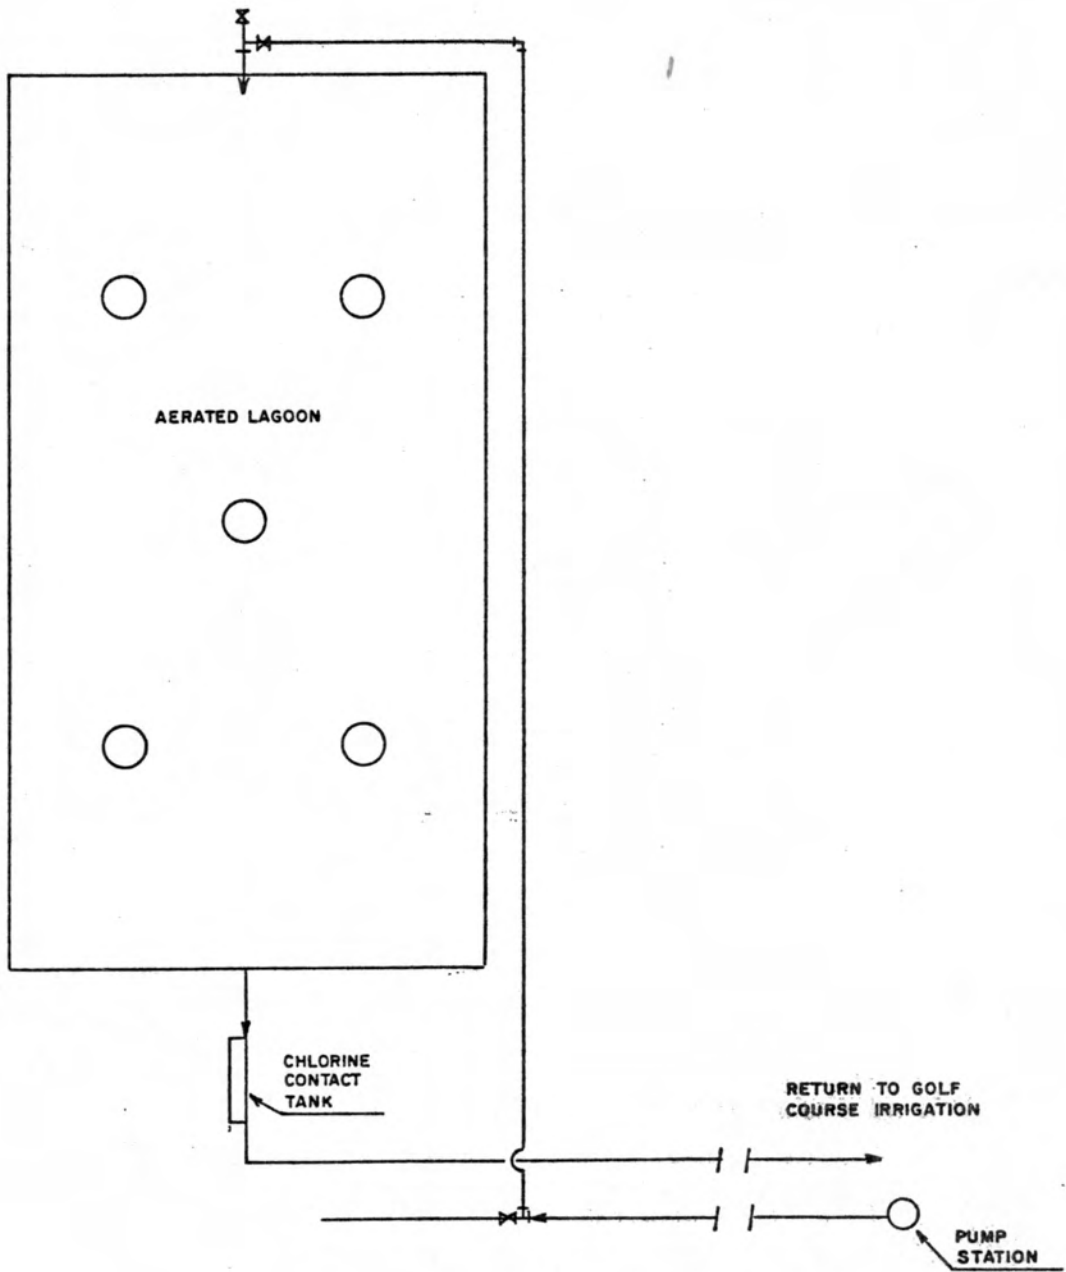 AERATED LAGOON
CHLORINE
CONTACT
TANK
RETURN TO GOLF
COURSE IRRIGATION
PUMP
STATION